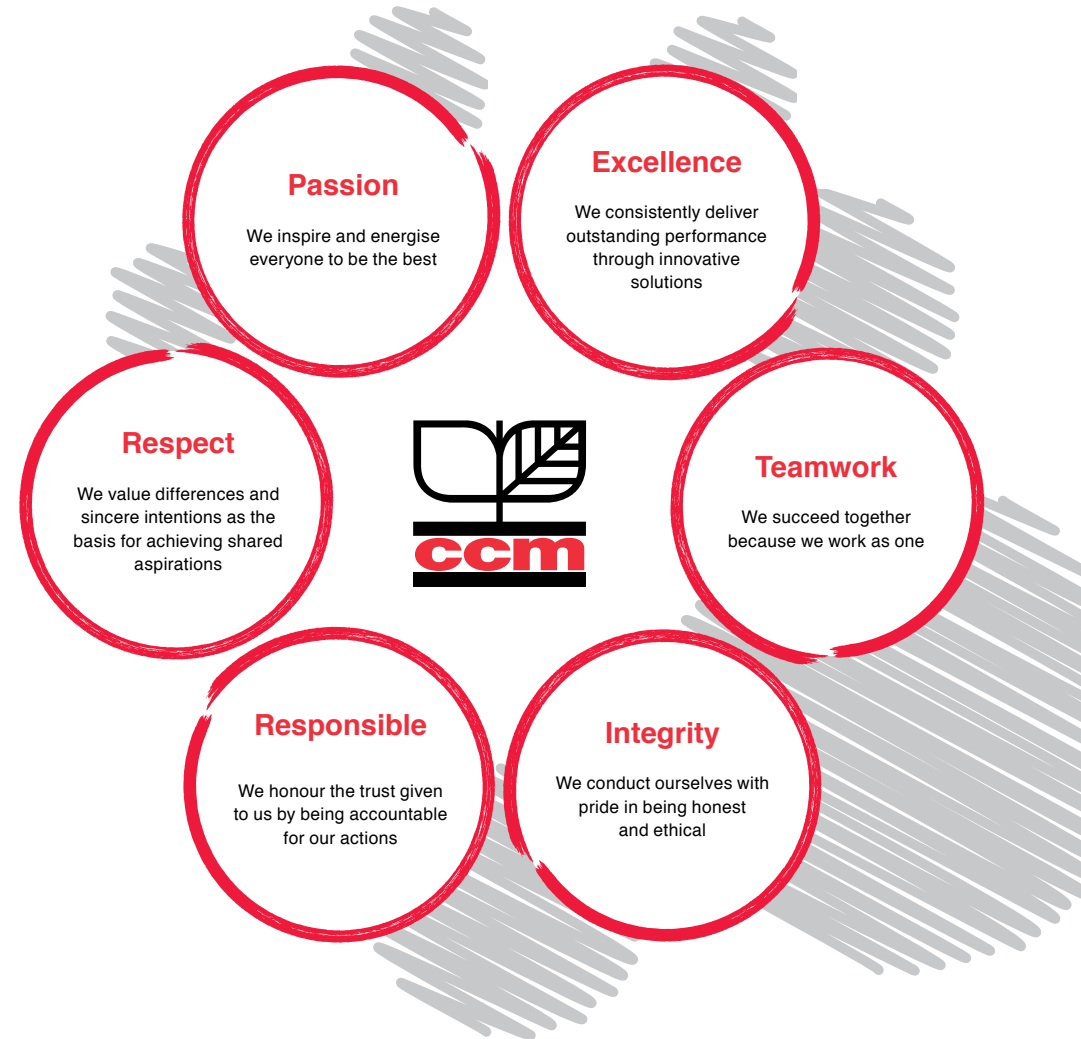 Passion
We inspire and energise
everyone to be the best
Excellence
We consistently deliver
outstanding performance
through innovative
solutions
Respect
We value differences and
sincere intentions as the
basis for achieving shared
aspirations
ccm
Teamwork
We succeed together
because we work as one
Responsible
We honour the trust given
to us by being accountable
for our actions
Integrity
We conduct ourselves with
pride in being honest
and ethical